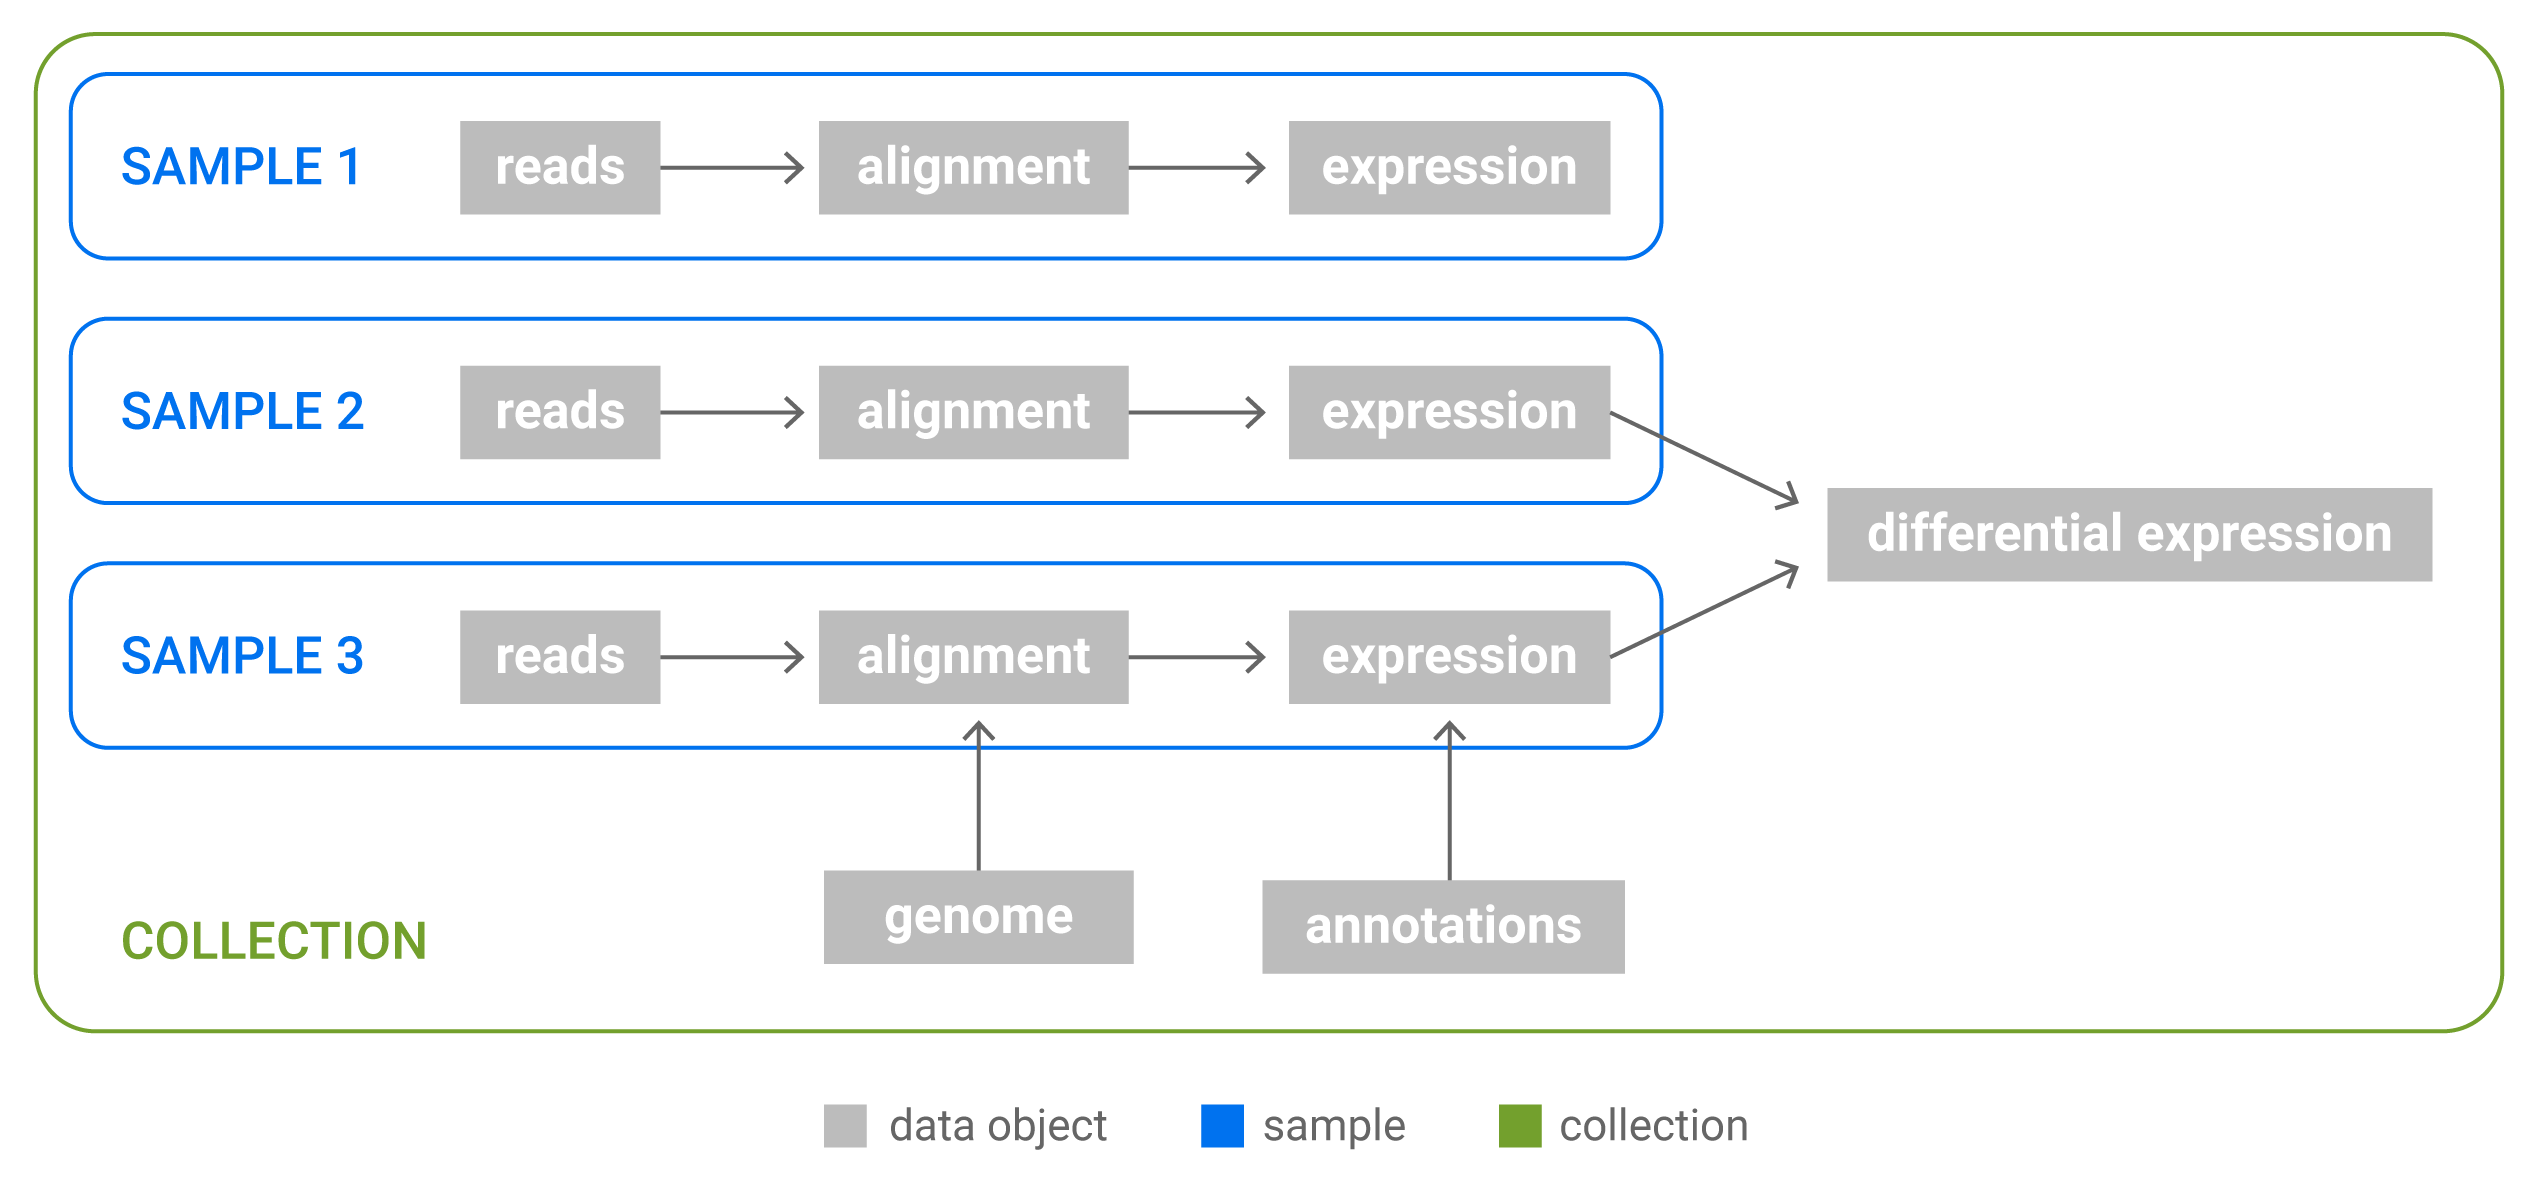 SAMPLE 1 reads alignment expression
SAMPLE 2 reads alignment expression
differential expression
SAMPLE 3 reads alignment expression
genome
annotations
COLLECTION
data object sample collection